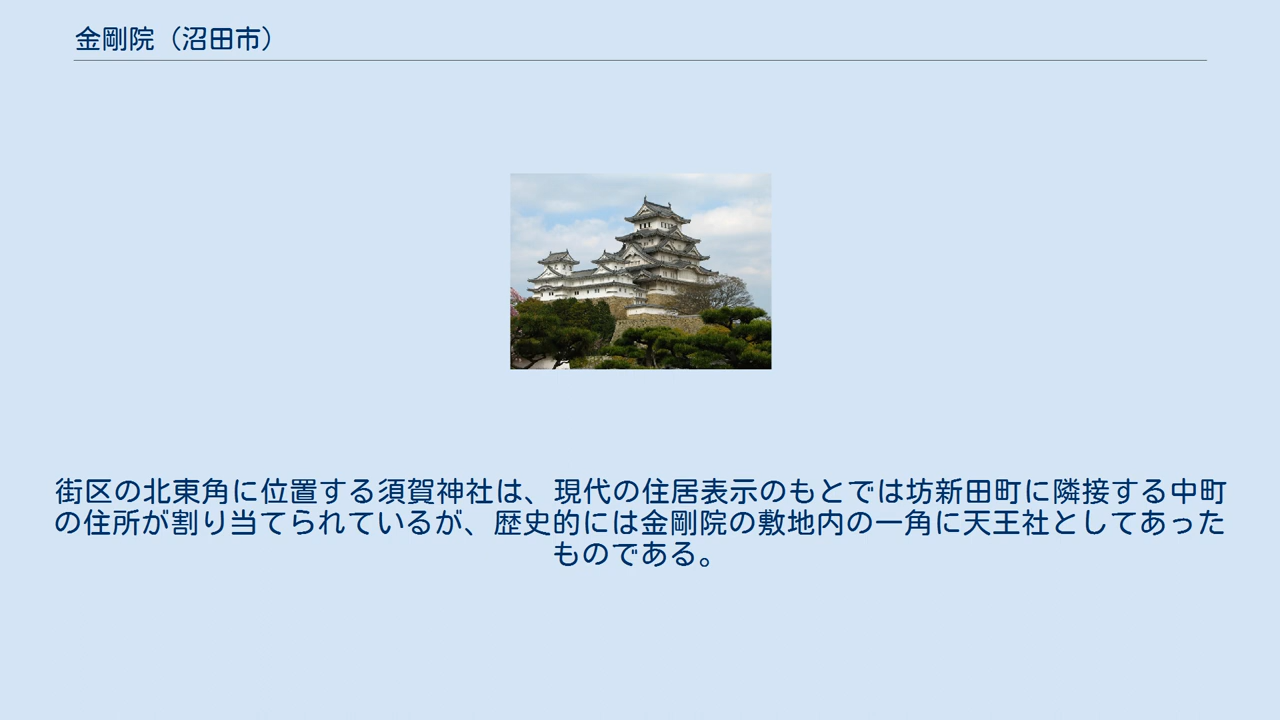 金剛院（沼田市）
街区の北東角に位置する須賀神社は、現代の住居表示のもとでは坊新田町に隣接する中町
の住所が割り当てられているが、歴史的には金剛院の敷地内の一角に天王社としてあった
ものである。